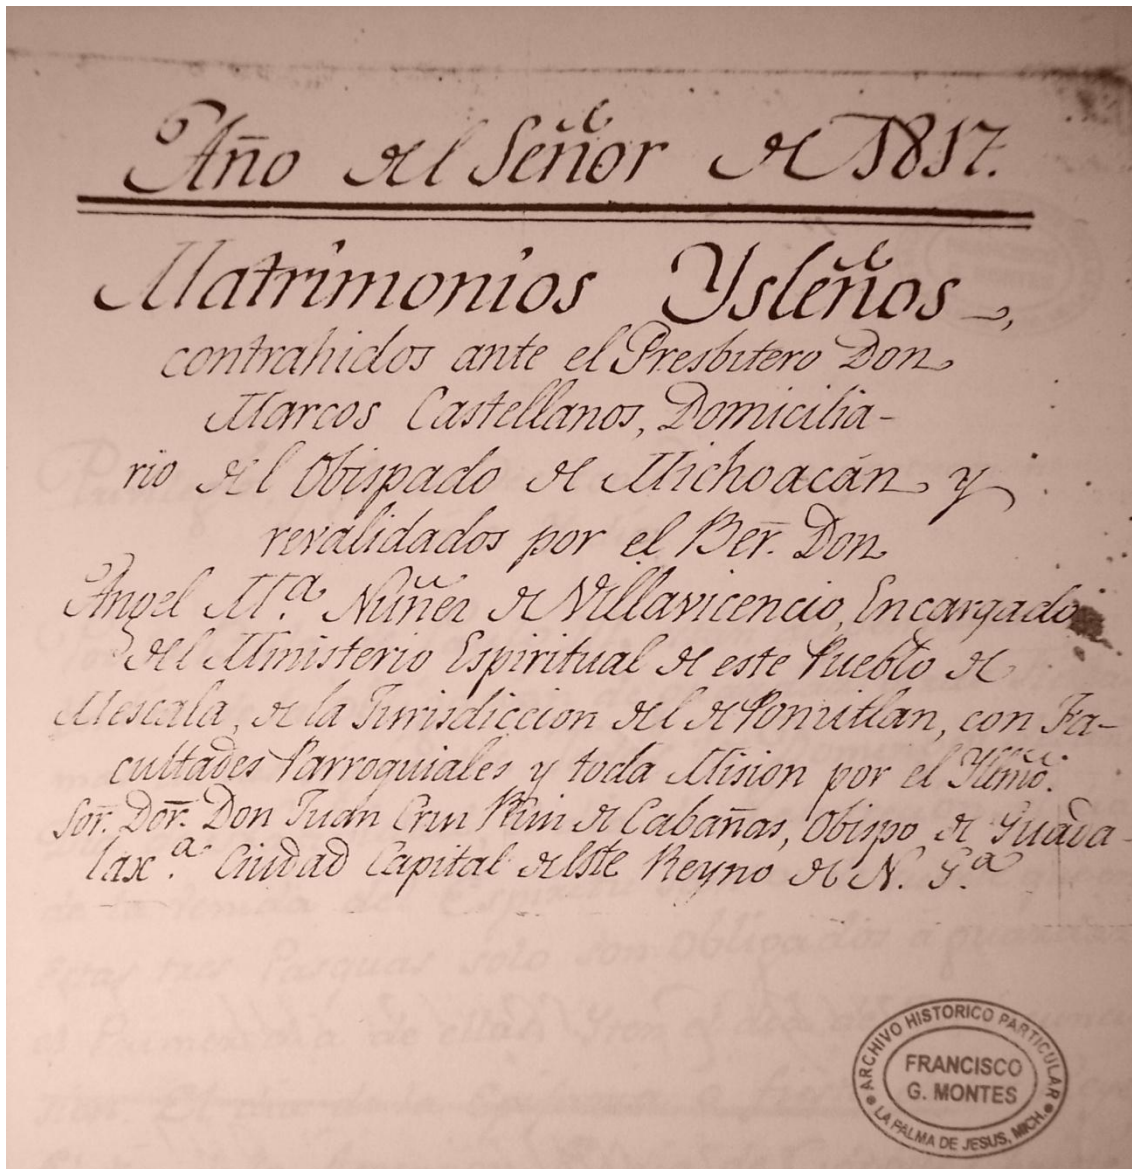 Año del Señor de 1817.
Matrimonios Ysleños,
contrahidos ante el Presbitero Don
Marcos Castellanos, Domicilia-
rio del Obispado de Michoacán y
revalidados por el Ber. Don
Angel Mª. Nuñez de Villavicencio, Encargado
del Ministerio Espiritual de este Pueblo de
Mescala, de la Jurisdiccion del de Poncitlan, con Fa-
cultades Parroquiales y toda Mision por el Yllmô.
Sor. Dor. Don Juan Cruz Ruiz de Cabañas, Obispo de Guada-
lax.ª Ciudad Capital de este Reyno de N. G.ª
ARCHIVO HISTORICO PARTICULAR
FRANCISCO
G. MONTES
LA PALMA DE JESUS, MICH.